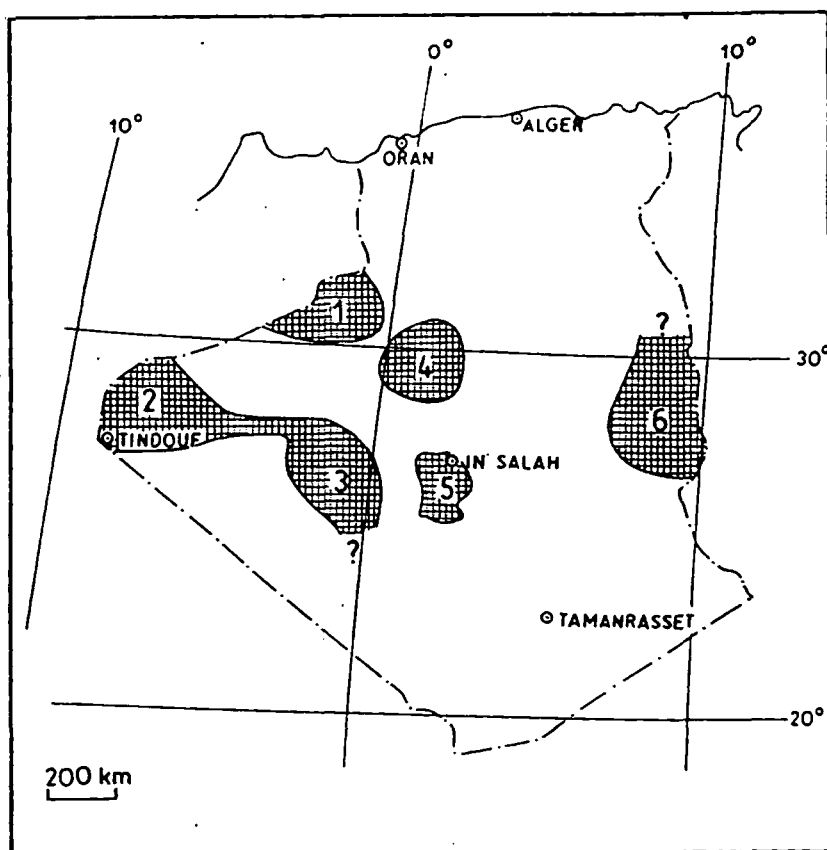 0°
10°
10°
ALGER
ORAN
1
?
4
30°
2
6
TINDOUF
IN SALAH
3
5
?
TAMANRASSET
20°
200 km